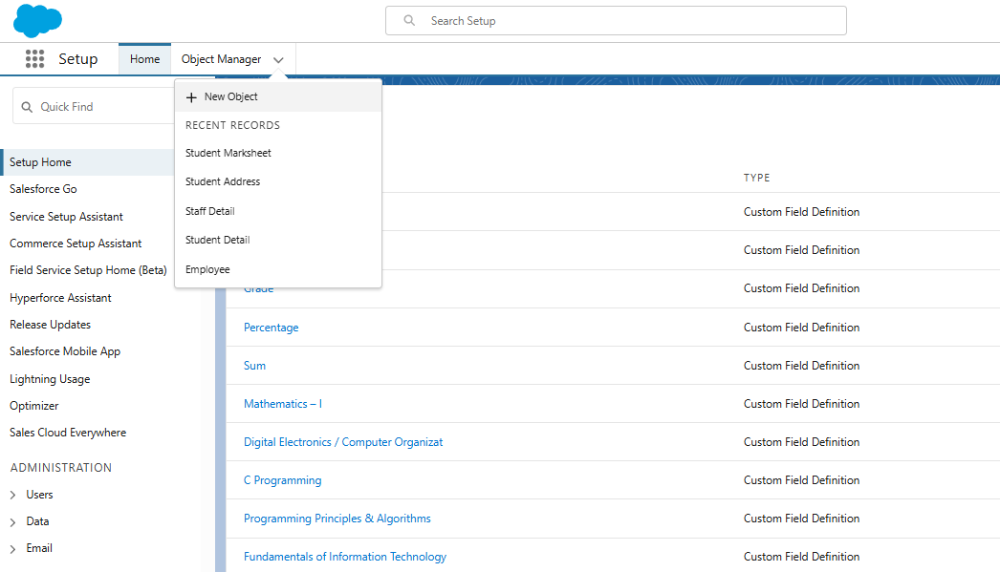 Search Setup
Setup
Home
Object Manager
Quick Find
New Object
RECENT RECORDS
Student Marksheet
Student Address
Staff Detail
Student Detail
Employee
Setup Home
Salesforce Go
Service Setup Assistant
Commerce Setup Assistant
Field Service Setup Home (Beta)
Hyperforce Assistant
Release Updates
Salesforce Mobile App
Lightning Usage
Optimizer
Sales Cloud Everywhere
ADMINISTRATION
Users
Data
Email
TYPE
Custom Field Definition
Custom Field Definition
Grade Custom Field Definition
Percentage Custom Field Definition
Sum Custom Field Definition
Mathematics – I Custom Field Definition
Digital Electronics / Computer Organizat Custom Field Definition
C Programming Custom Field Definition
Programming Principles & Algorithms Custom Field Definition
Fundamentals of Information Technology Custom Field Definition